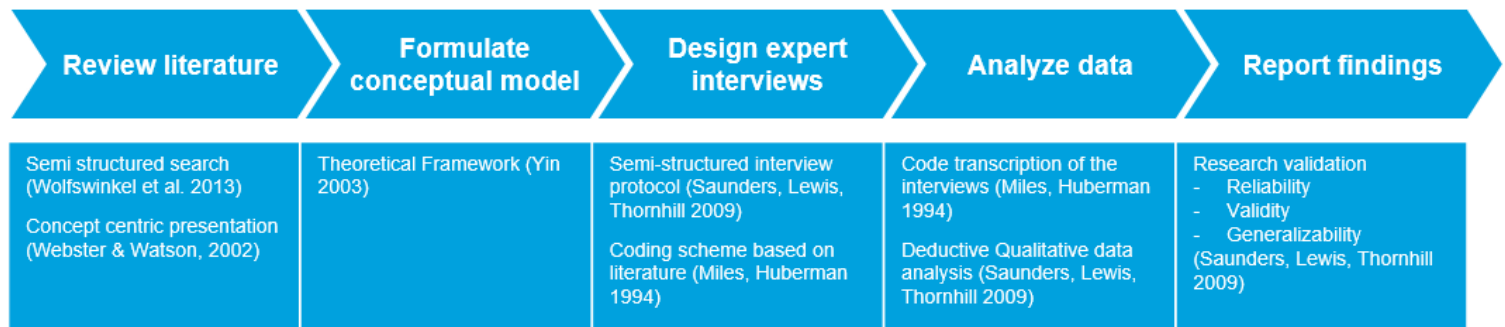 Review literature
Formulate
conceptual model
Design expert
interviews
Analyze data
Report findings
Semi structured search
(Wolfswinkel et al. 2013)
Concept centric presentation
(Webster & Watson, 2002)
Theoretical Framework (Yin
2003)
Semi-structured interview
protocol (Saunders, Lewis,
Thornhill 2009)
Coding scheme based on
literature (Miles, Huberman
1994)
Code transcription of the
interviews (Miles, Huberman
1994)
Deductive Qualitative data
analysis (Saunders, Lewis,
Thornhill 2009)
Research validation
- Reliability
- Validity
- Generalizability
(Saunders, Lewis, Thornhill
2009)